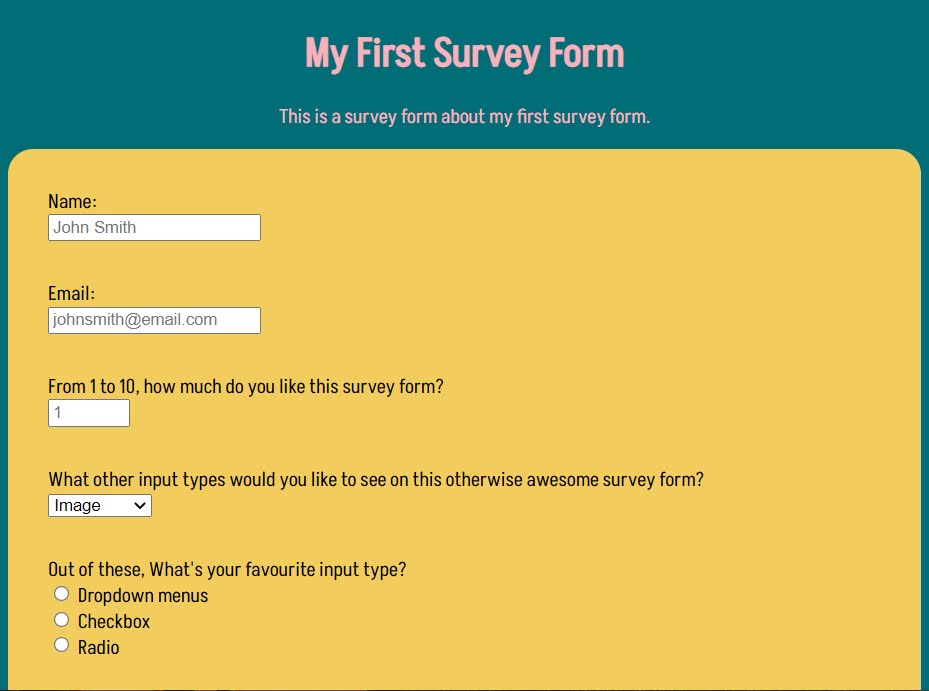 My First Survey Form
This is a survey form about my first survey form.
Name:
John Smith
Email:
johnsmith@email.com
From 1 to 10, how much do you like this survey form?
1
What other input types would you like to see on this otherwise awesome survey form?
Image
Out of these, What's your favourite input type?
Dropdown menus
Checkbox
Radio